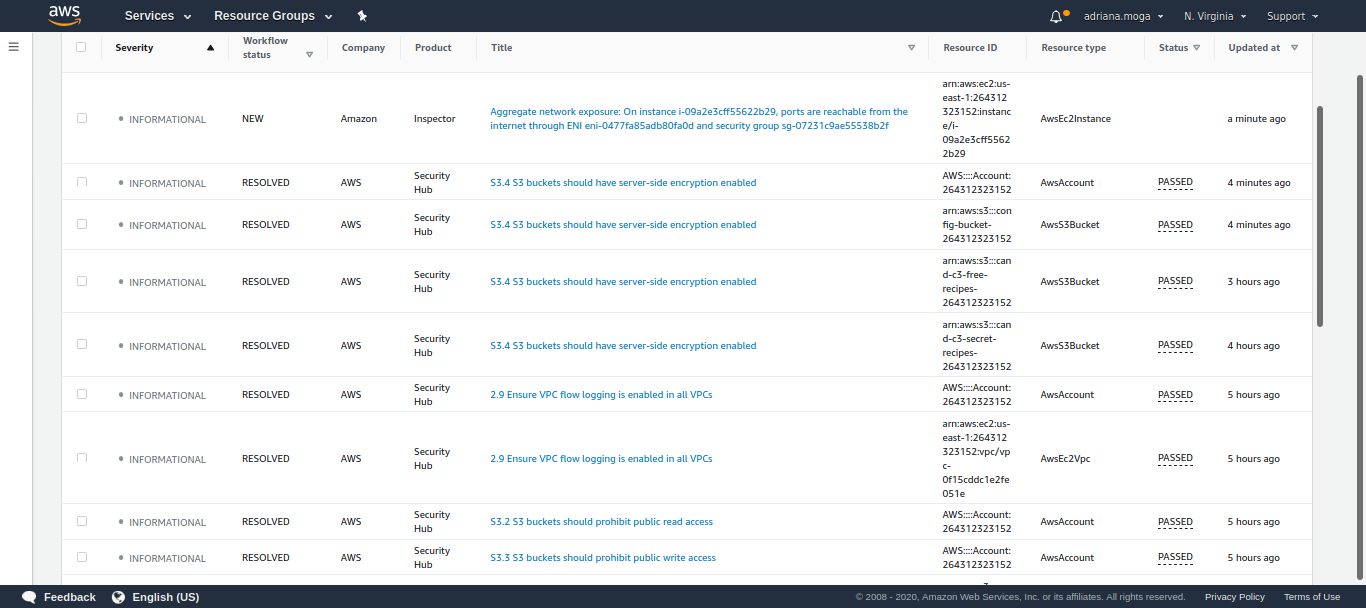 aws Services Resource Groups adriana.moga N. Virginia Support
Severity Workflow status Company Product Title Resource ID Resource type Status Updated at
INFORMATIONAL NEW Amazon Inspector
Aggregate network exposure: On instance i-09a2e3cff55622b29, ports are reachable from the
internet through ENI eni-0477fa85adb80fa0d and security group sg-07231c9ae55538b2f
arn:aws:ec2:us-
east-1:264312
323152:instanc
e/i-
09a2e3cff5562
2b29
AwsEc2Instance a minute ago
INFORMATIONAL RESOLVED AWS
Security
Hub
S3.4 S3 buckets should have server-side encryption enabled
AWS::::Account:
264312323152
AwsAccount PASSED 4 minutes ago
INFORMATIONAL RESOLVED AWS
Security
Hub
S3.4 S3 buckets should have server-side encryption enabled
arn:aws:s3:::con
fig-bucket-
264312323152
AwsS3Bucket PASSED 4 minutes ago
INFORMATIONAL RESOLVED AWS
Security
Hub
S3.4 S3 buckets should have server-side encryption enabled
arn:aws:s3:::can
d-c3-free-
recipes-
264312323152
AwsS3Bucket PASSED 3 hours ago
INFORMATIONAL RESOLVED AWS
Security
Hub
S3.4 S3 buckets should have server-side encryption enabled
arn:aws:s3:::can
d-c3-secret-
recipes-
264312323152
AwsS3Bucket PASSED 4 hours ago
INFORMATIONAL RESOLVED AWS
Security
Hub
2.9 Ensure VPC flow logging is enabled in all VPCs
AWS::::Account:
264312323152
AwsAccount PASSED 5 hours ago
INFORMATIONAL RESOLVED AWS
Security
Hub
2.9 Ensure VPC flow logging is enabled in all VPCs
arn:aws:ec2:us-
east-1:264312
323152:vpc/vp
c-
0f15cddc1e2fe
051e
AwsEc2Vpc PASSED 5 hours ago
INFORMATIONAL RESOLVED AWS
Security
Hub
S3.2 S3 buckets should prohibit public read access
AWS::::Account:
264312323152
AwsAccount PASSED 5 hours ago
INFORMATIONAL RESOLVED AWS
Security
Hub
S3.3 S3 buckets should prohibit public write access
AWS::::Account:
264312323152
AwsAccount PASSED 5 hours ago
Feedback English (US) © 2008 - 2020, Amazon Web Services, Inc. or its affiliates. All rights reserved. Privacy Policy Terms of Use